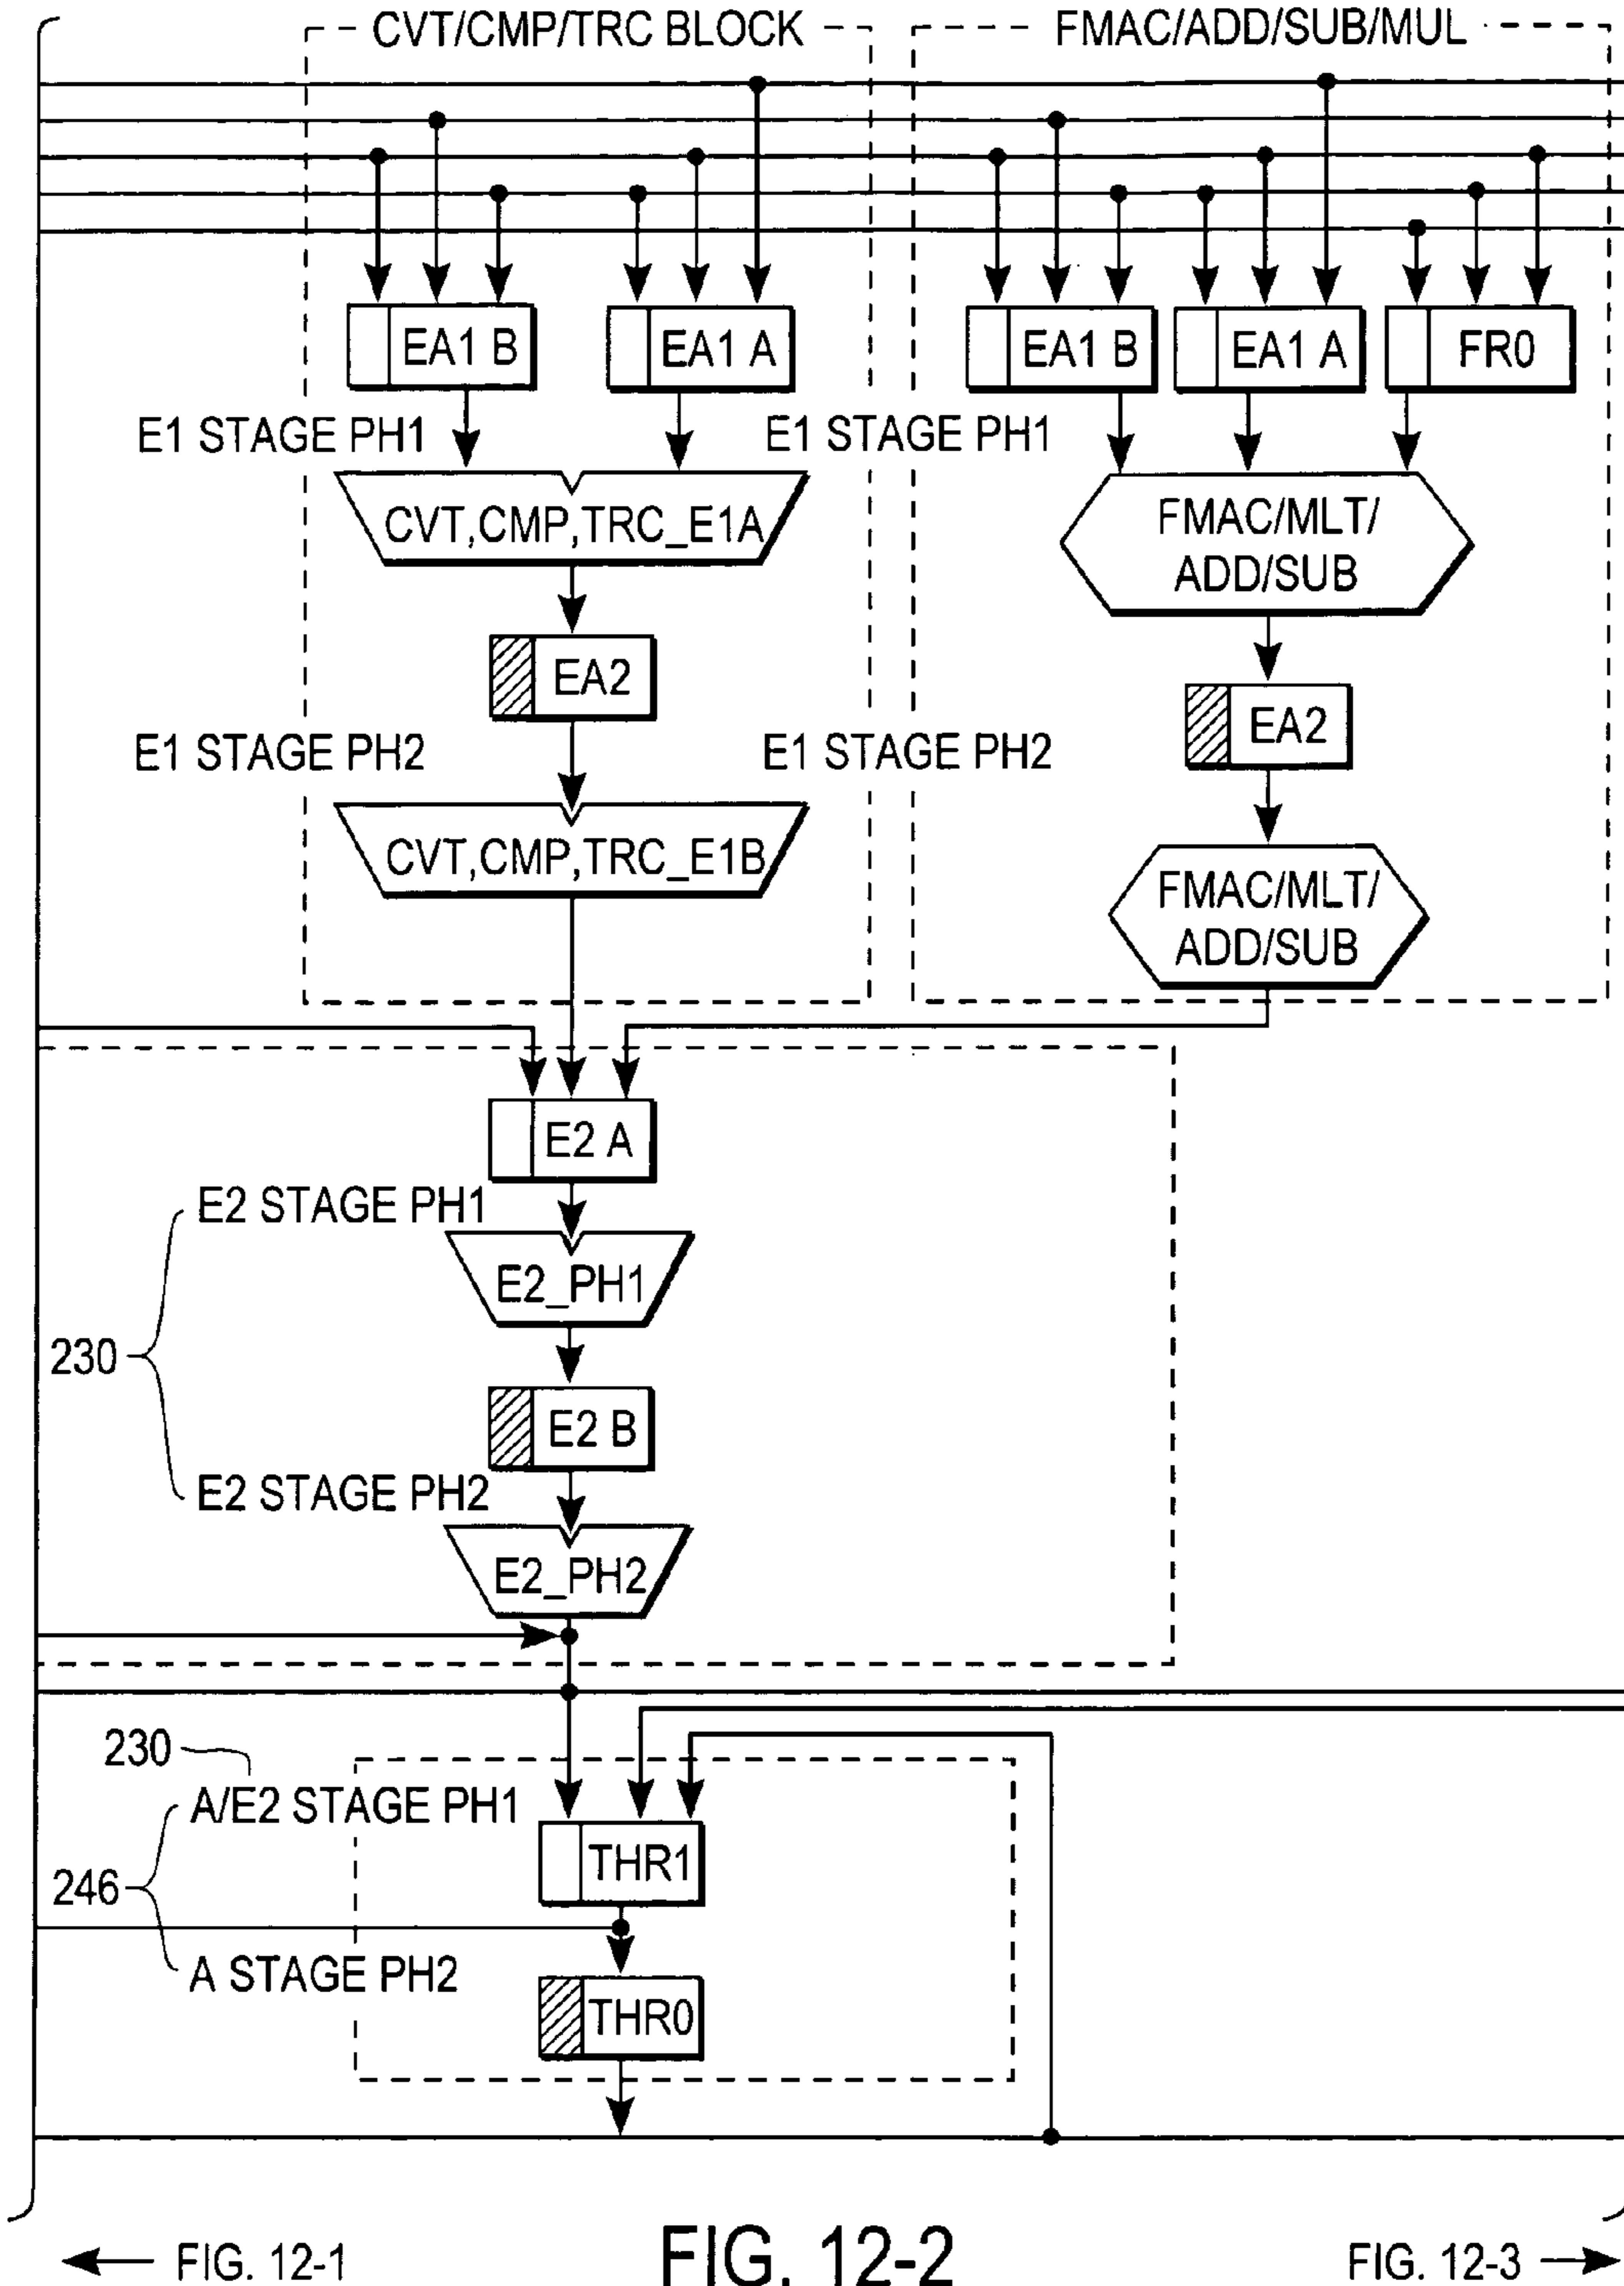 CVT/CMP/TRC BLOCK
FMAC/ADD/SUB/MUL
EA1 B
EA1 A
EA1 B
EA1 A
FR0
E1 STAGE PH1
E1 STAGE PH1
CVT,CMP,TRC_E1A
FMAC/MLT/
ADD/SUB
EA2
EA2
E1 STAGE PH2
E1 STAGE PH2
CVT,CMP,TRC_E1B
FMAC/MLT/
ADD/SUB
E2 A
E2 STAGE PH1
E2_PH1
230
E2 B
E2 STAGE PH2
E2_PH2
230
A/E2 STAGE PH1
THR1
246
A STAGE PH2
THR0
FIG. 12-1
FIG. 12-2
FIG. 12-3